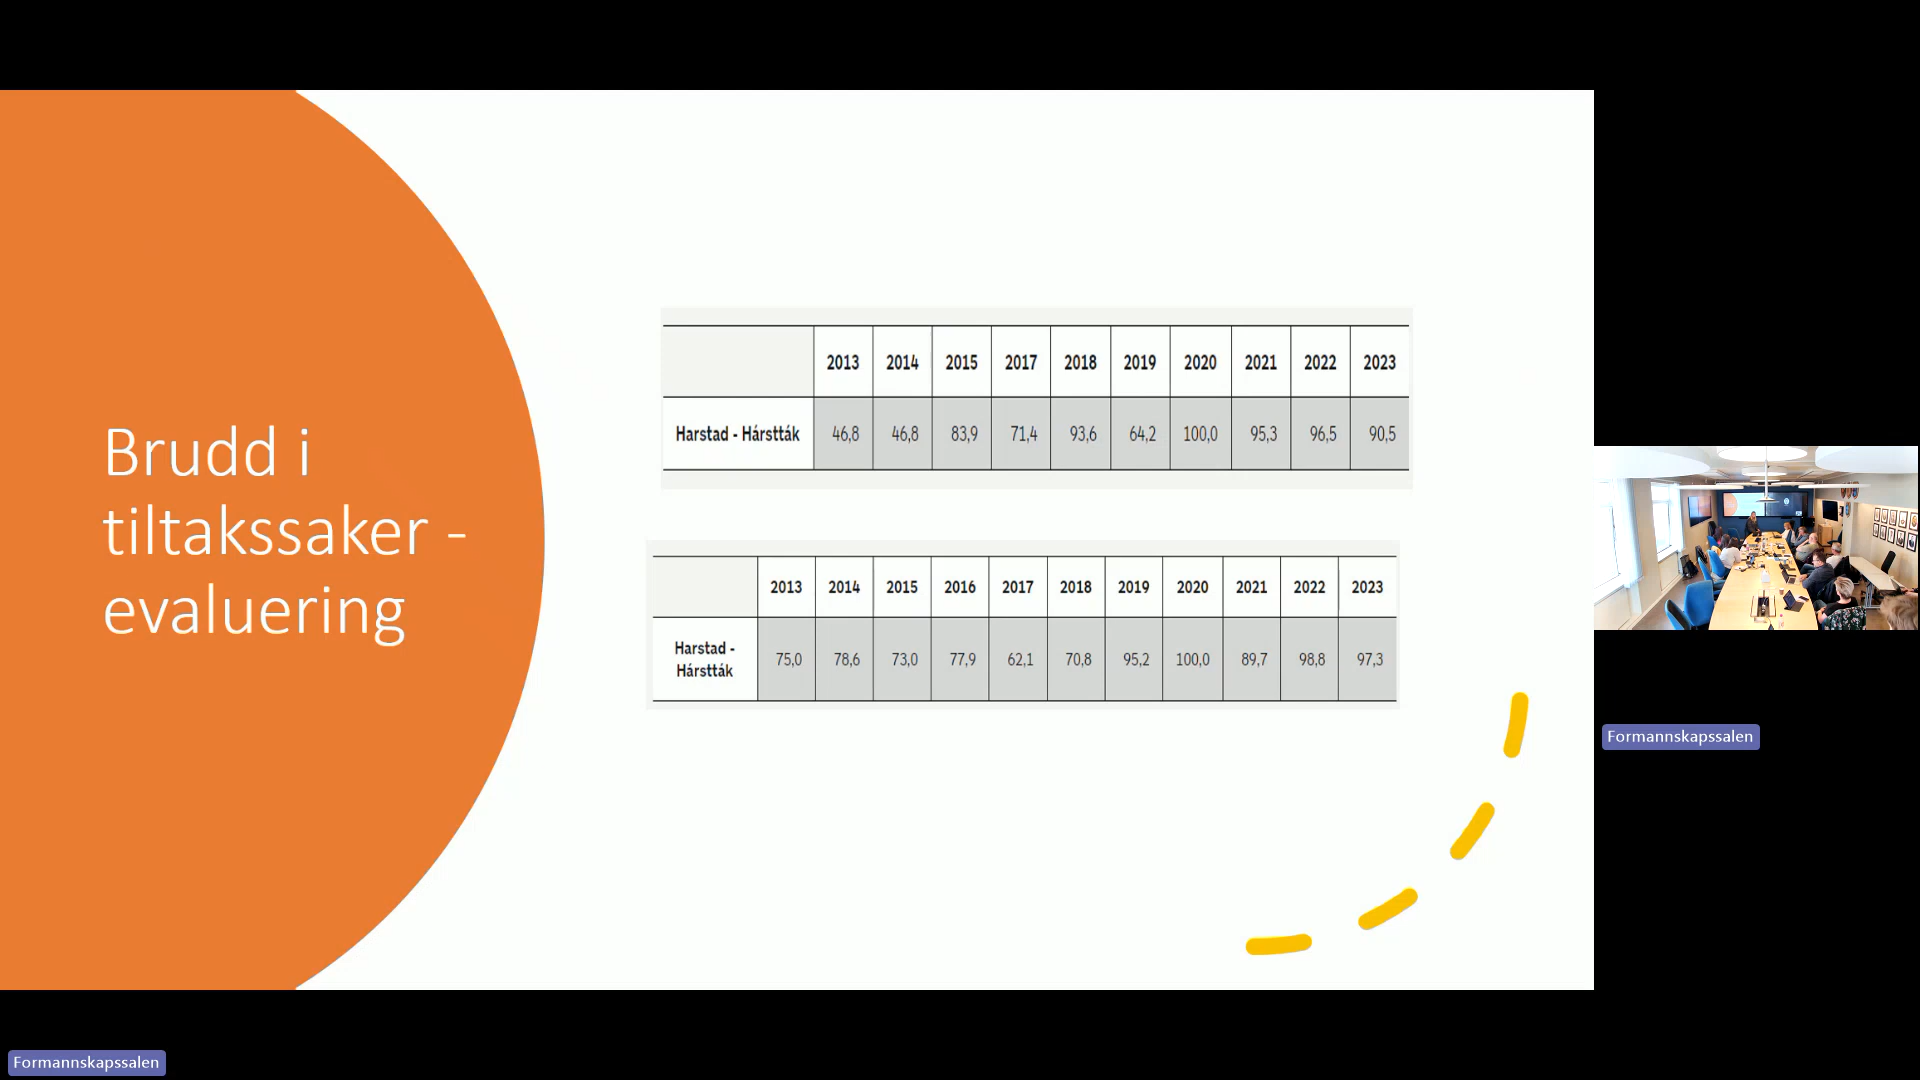 Brudd i
tiltakssaker -
evaluering
2013 2014 2015 2017 2018 2019 2020 2021 2022 2023
Harstad - Hárstták 46,8 46,8 83,9 71,4 93,6 64,2 100,0 95,3 96,5 90,5
2013 2014 2015 2016 2017 2018 2019 2020 2021 2022 2023
Harstad -
Hárstták 75,0 78,6 73,0 77,9 62,1 70,8 95,2 100,0 89,7 98,8 97,3
Formannskapssalen
Formannskapssalen